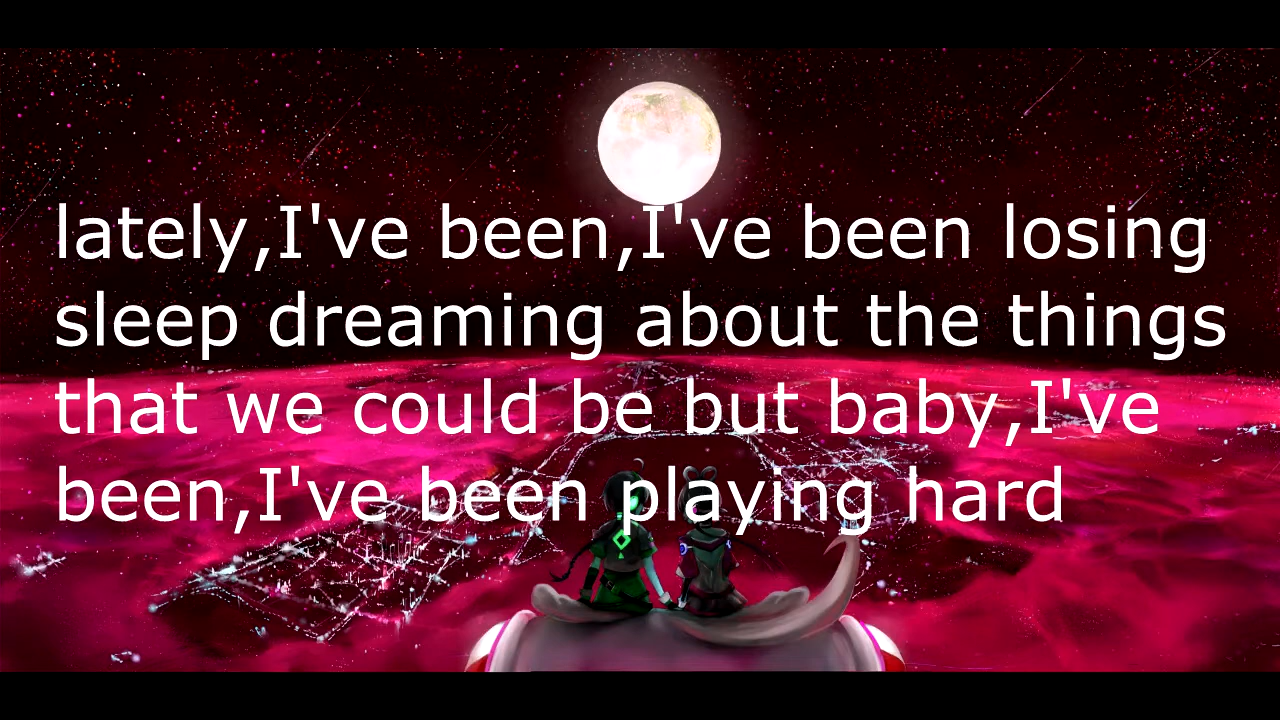 lately,I've been,I've been losing
sleep dreaming about the things
that we could be but baby,I've
been,I've been playing hard